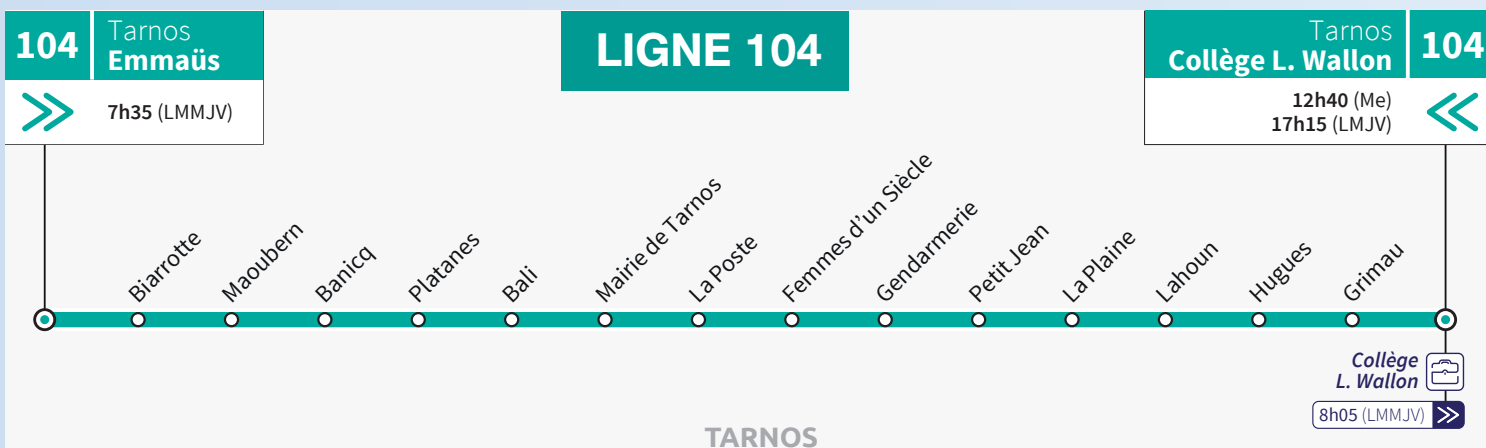 104
Tarnos
Emmaüs
7h35 (LMMJV)
LIGNE 104
Tarnos
Collège L. Wallon
104
12h40 (Me)
17h15 (LMJV)
Biarrotte
Maoubern
Banicq
Platanes
Bali
Mairie de Tarnos
La Poste
Femmes d'un Siècle
Gendarmerie
Petit Jean
La Plaine
Lahoun
Hugues
Grimau
Collège
L. Wallon
8h05 (LMMJV)
TARNOS